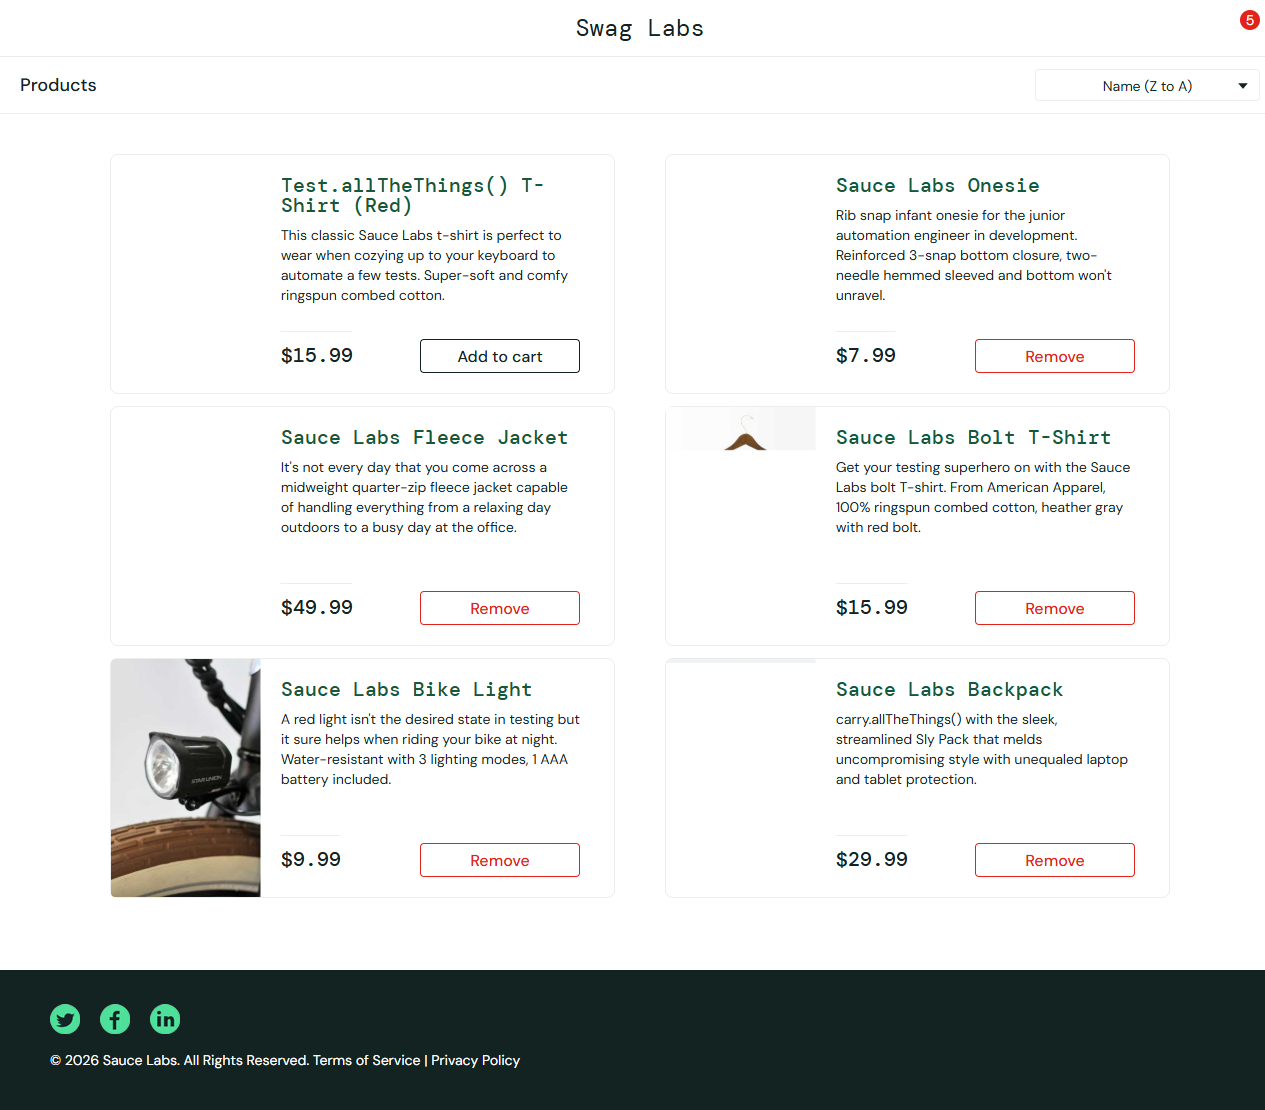 Swag Labs
5
Products
Name (Z to A)
Test.allTheThings() T-
Shirt (Red)
This classic Sauce Labs t-shirt is perfect to
wear when cozying up to your keyboard to
automate a few tests. Super-soft and comfy
ringspun combed cotton.
$15.99
Add to cart
Sauce Labs Onesie
Rib snap infant onesie for the junior
automation engineer in development.
Reinforced 3-snap bottom closure, two-
needle hemmed sleeved and bottom won't
unravel.
$7.99
Remove
Sauce Labs Fleece Jacket
It's not every day that you come across a
midweight quarter-zip fleece jacket capable
of handling everything from a relaxing day
outdoors to a busy day at the office.
$49.99
Remove
Sauce Labs Bolt T-Shirt
Get your testing superhero on with the Sauce
Labs bolt T-shirt. From American Apparel,
100% ringspun combed cotton, heather gray
with red bolt.
$15.99
Remove
STAR UNION
Sauce Labs Bike Light
A red light isn't the desired state in testing but
it sure helps when riding your bike at night.
Water-resistant with 3 lighting modes, 1 AAA
battery included.
$9.99
Remove
Sauce Labs Backpack
carry.allTheThings() with the sleek,
streamlined Sly Pack that melds
uncompromising style with unequaled laptop
and tablet protection.
$29.99
Remove
© 2026 Sauce Labs. All Rights Reserved. Terms of Service | Privacy Policy